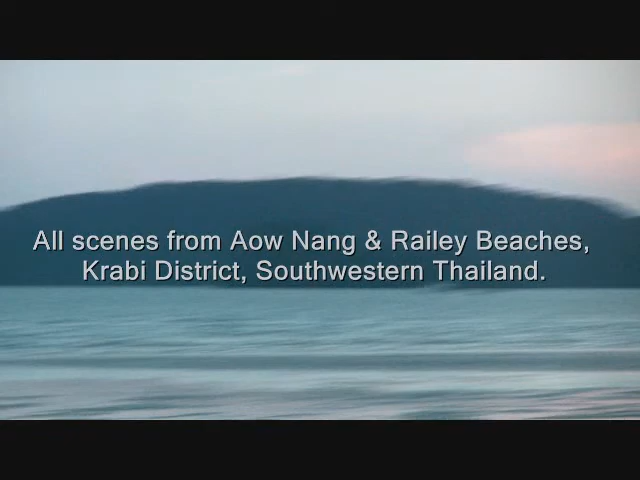 All scenes from Aow Nang & Railey Beaches,
Krabi District, Southwestern Thailand.